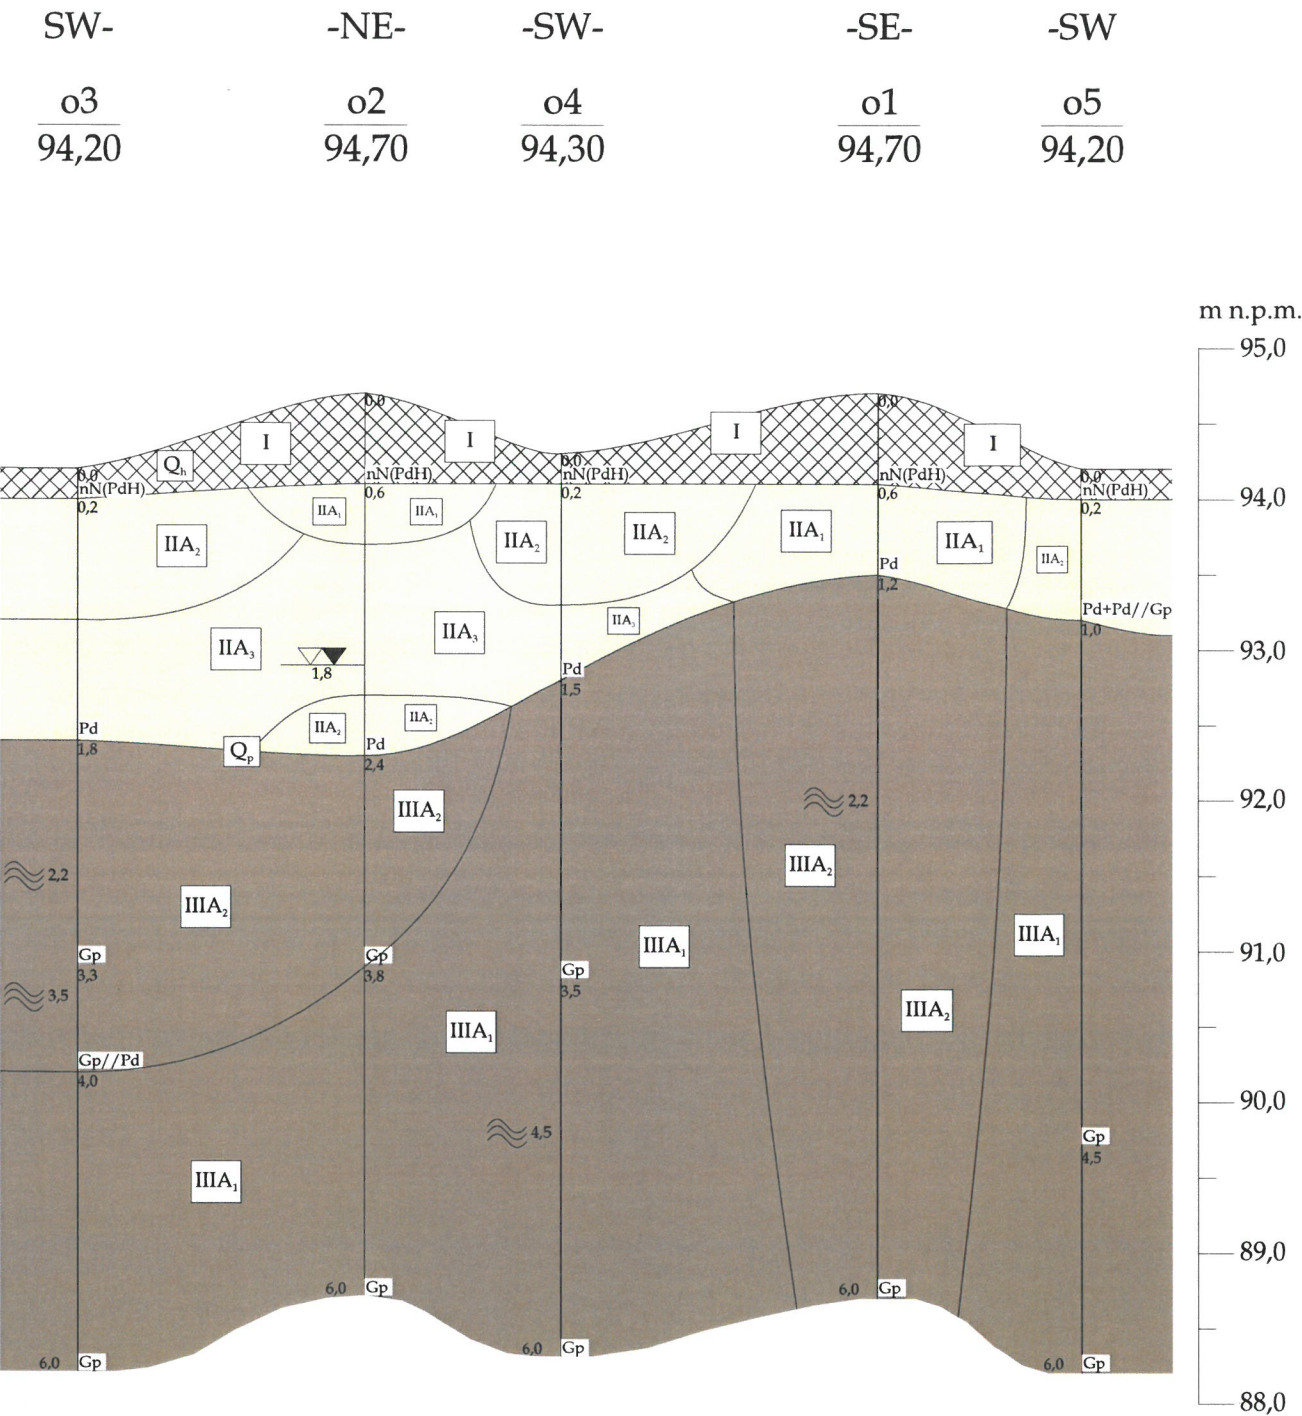 SW- -NE- -SW- -SE- -SW
o3 o2 o4 o1 o5
94,20 94,70 94,30 94,70 94,20
m n.p.m.
95,0
0,0 0,0
I I I I
0,0
Qh
0,0 nN(PdH) nN(PdH) nN(PdH) 0,0
nN(PdH) nN(PdH)
0,6 0,2 0,6 94,0
0,2 0,2
IIA1 IIA1
IIA2 IIA2 IIA2 IIA1 IIA1
IIA2
Pd
1,2
Pd+Pd//Gp
IIA3 IIA3
1,0
IIA3 93,0
1,8 Pd
1,5
IIA2 IIA2
Pd
1,8 Qp Pd
2,4
IIIA2 2,2 92,0
2,2 IIIA2
IIIA2
IIIA1 IIIA1
Gp Gp 91,0
3,3 3,8 Gp
3,5 3,5
IIIA1 IIIA2
Gp//Pd
4,0
90,0
4,5 Gp
4,5
IIIA1
89,0
6,0 Gp 6,0 Gp
6,0 Gp
6,0 Gp 6,0 Gp
88,0